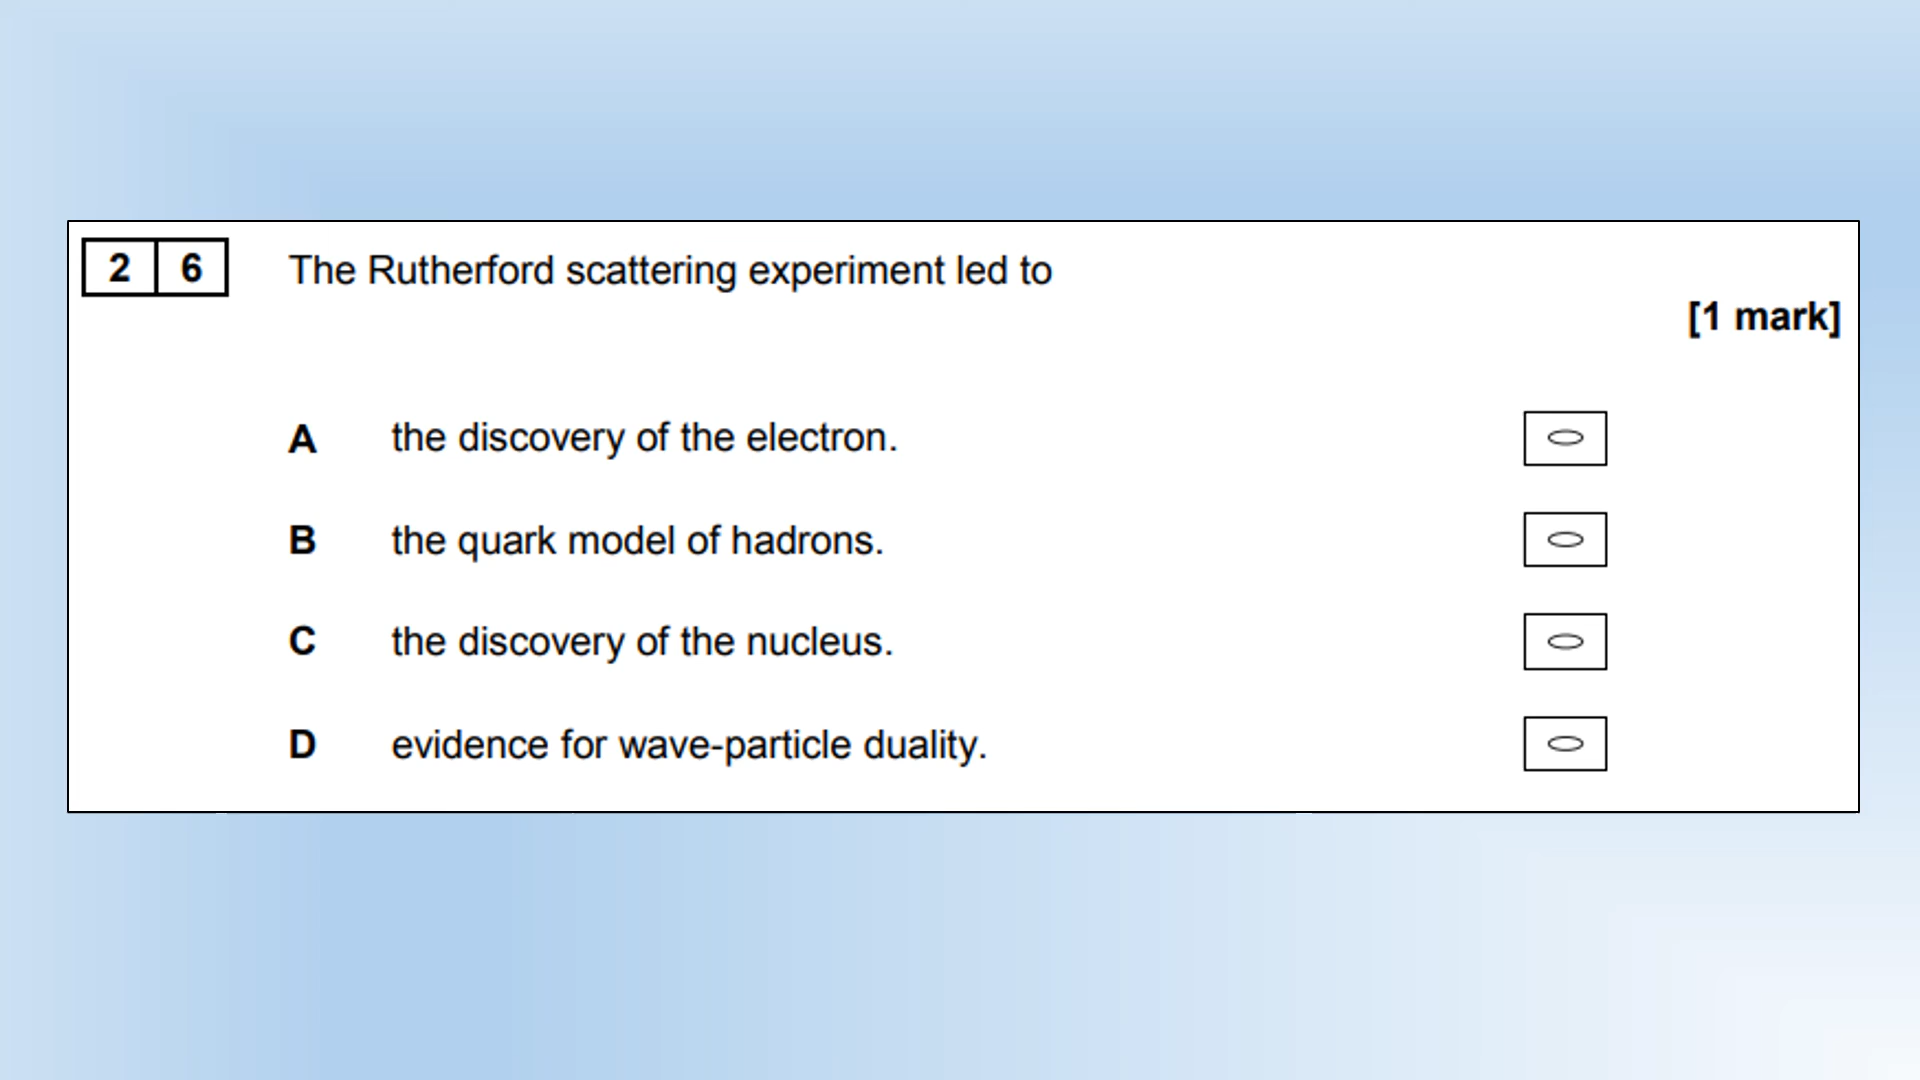 2 6 The Rutherford scattering experiment led to
[1 mark]
A the discovery of the electron.
B the quark model of hadrons.
C the discovery of the nucleus.
D evidence for wave-particle duality.